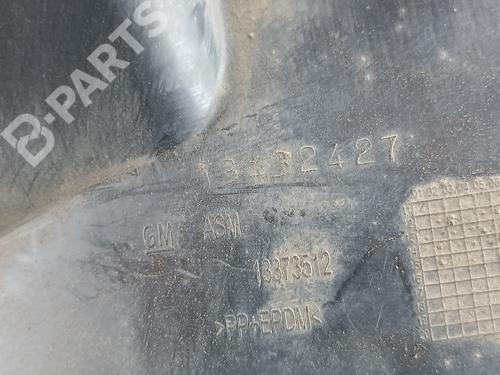 B-PARTS
13432427
GM ASM
13373512
>PP+EPDM<